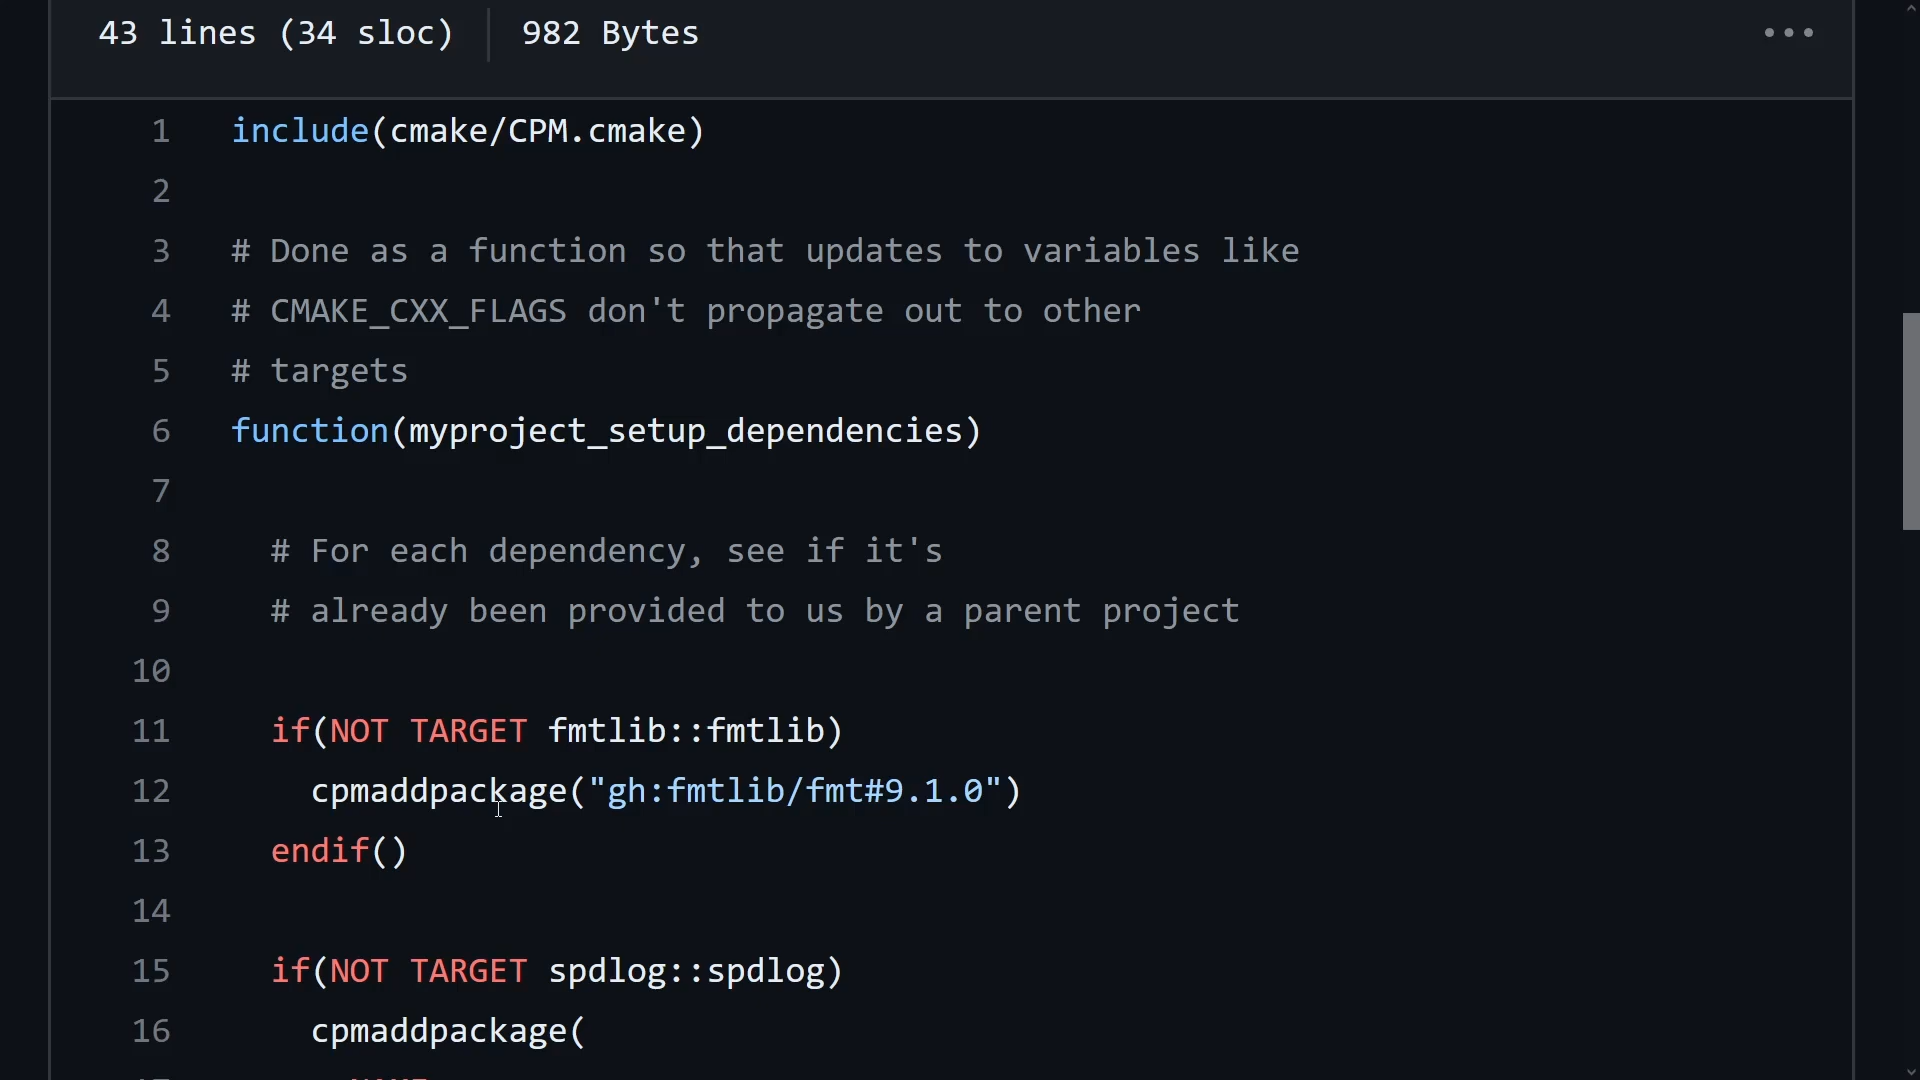 43 lines (34 sloc) 982 Bytes
1 include(cmake/CPM.cmake)
2
3 # Done as a function so that updates to variables like
4 # CMAKE_CXX_FLAGS don't propagate out to other
5 # targets
6 function(myproject_setup_dependencies)
7
8 # For each dependency, see if it's
9 # already been provided to us by a parent project
10
11 if(NOT TARGET fmtlib::fmtlib)
12 cpmaddpackage("gh:fmtlib/fmt#9.1.0")
13 endif()
14
15 if(NOT TARGET spdlog::spdlog)
16 cpmaddpackage(